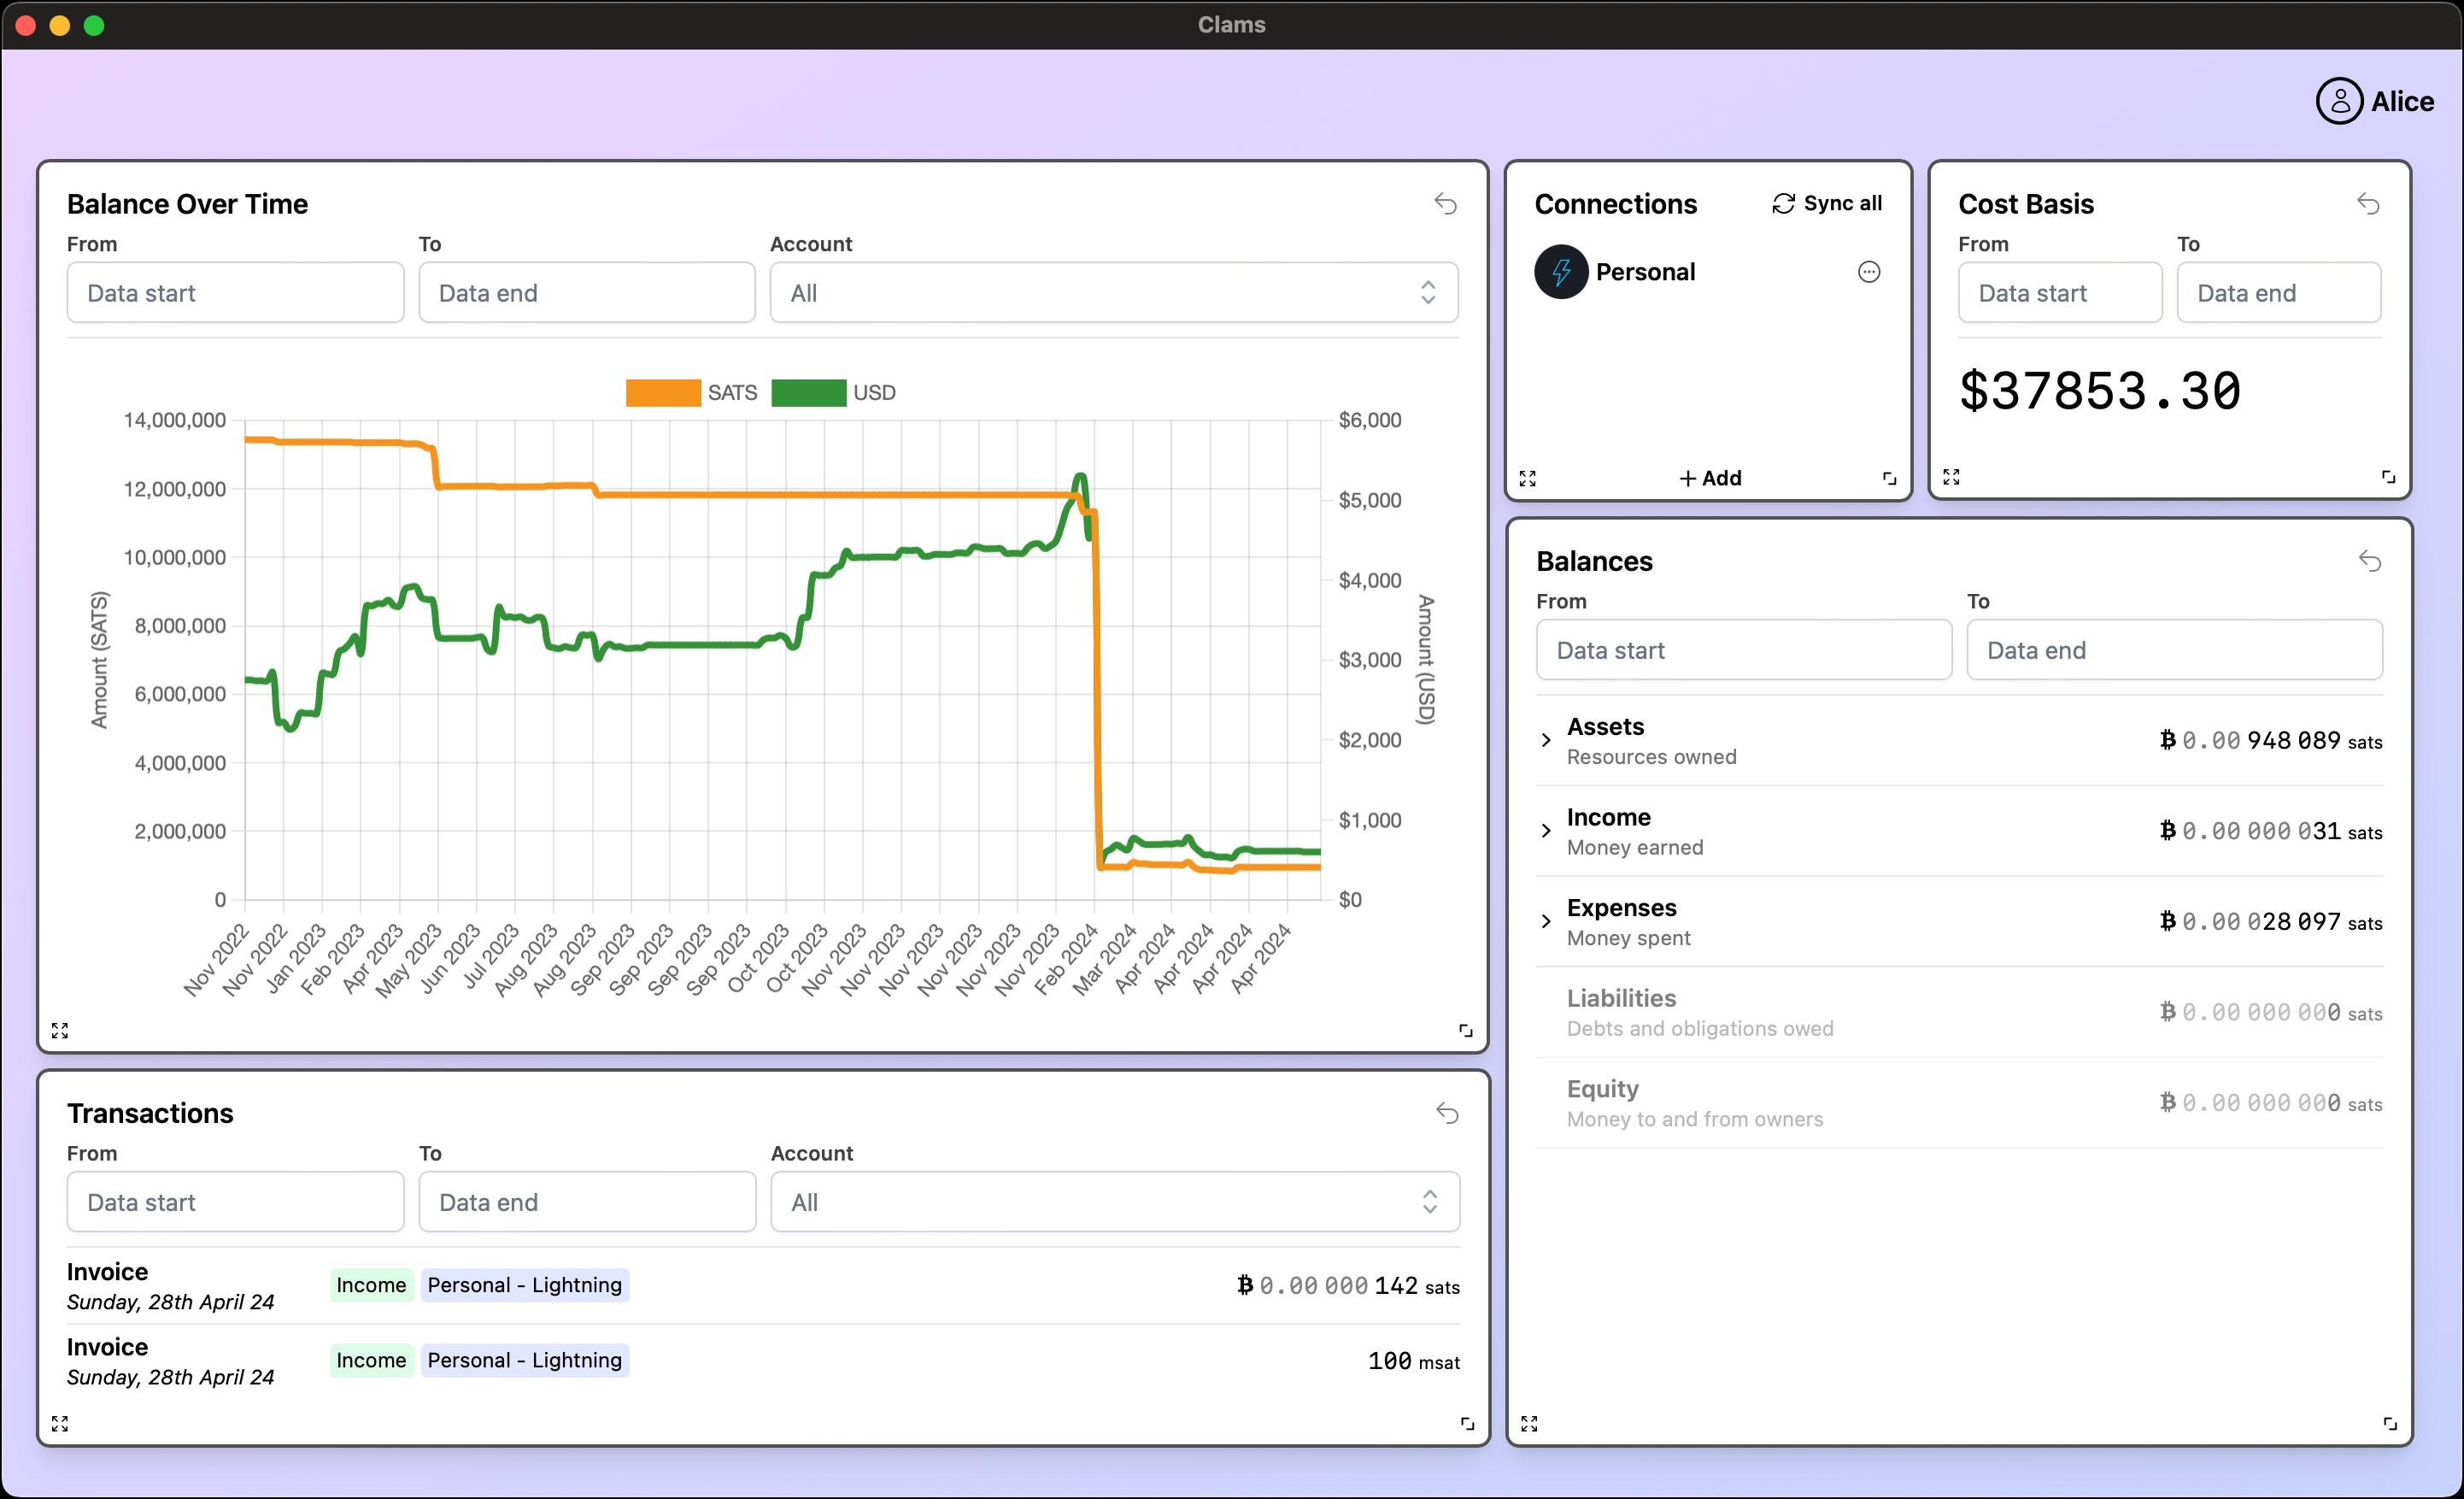 Clams
Alice
Balance Over Time
From To Account
Data start Data end All
SATS USD
14,000,000
12,000,000
10,000,000
8,000,000
6,000,000
4,000,000
2,000,000
0
Amount (SATS)
$6,000
$5,000
$4,000
$3,000
$2,000
$1,000
$0
Amount (USD)
Nov 2022
Nov 2022
Jan 2023
Feb 2023
Apr 2023
May 2023
Jun 2023
Jul 2023
Aug 2023
Aug 2023
Sep 2023
Sep 2023
Sep 2023
Sep 2023
Oct 2023
Oct 2023
Nov 2023
Nov 2023
Nov 2023
Nov 2023
Nov 2023
Nov 2023
Feb 2024
Mar 2024
Apr 2024
Apr 2024
Apr 2024
Apr 2024
Connections Sync all
Personal
+ Add
Cost Basis
From To
Data start Data end
$37853.30
Balances
From To
Data start Data end
Assets
Resources owned
₿ 0.00 948 089 sats
Income
Money earned
₿ 0.00 000 031 sats
Expenses
Money spent
₿ 0.00 028 097 sats
Liabilities
Debts and obligations owed
₿ 0.00 000 000 sats
Equity
Money to and from owners
₿ 0.00 000 000 sats
Transactions
From To Account
Data start Data end All
Invoice
Sunday, 28th April 24
Income Personal - Lightning
₿ 0.00 000 142 sats
Invoice
Sunday, 28th April 24
Income Personal - Lightning
100 msat